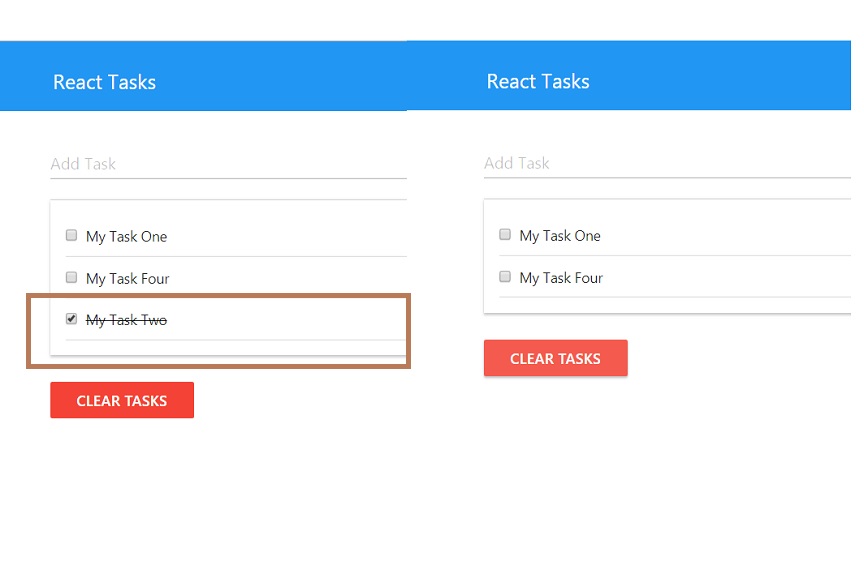 React Tasks
Add Task
My Task One
My Task Four
My Task Two
CLEAR TASKS
React Tasks
Add Task
My Task One
My Task Four
CLEAR TASKS